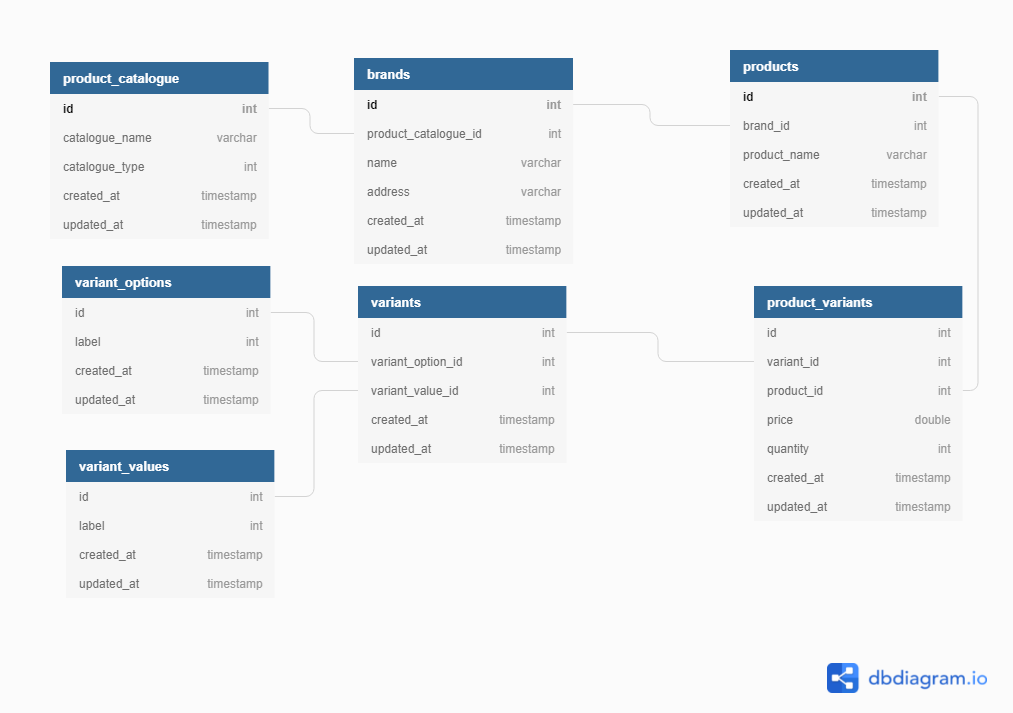 product_catalogue
id int
catalogue_name varchar
catalogue_type int
created_at timestamp
updated_at timestamp
brands
id int
product_catalogue_id int
name varchar
address varchar
created_at timestamp
updated_at timestamp
products
id int
brand_id int
product_name varchar
created_at timestamp
updated_at timestamp
variant_options
id int
label int
created_at timestamp
updated_at timestamp
variants
id int
variant_option_id int
variant_value_id int
created_at timestamp
updated_at timestamp
product_variants
id int
variant_id int
product_id int
price double
quantity int
created_at timestamp
updated_at timestamp
variant_values
id int
label int
created_at timestamp
updated_at timestamp
dbdiagram.io